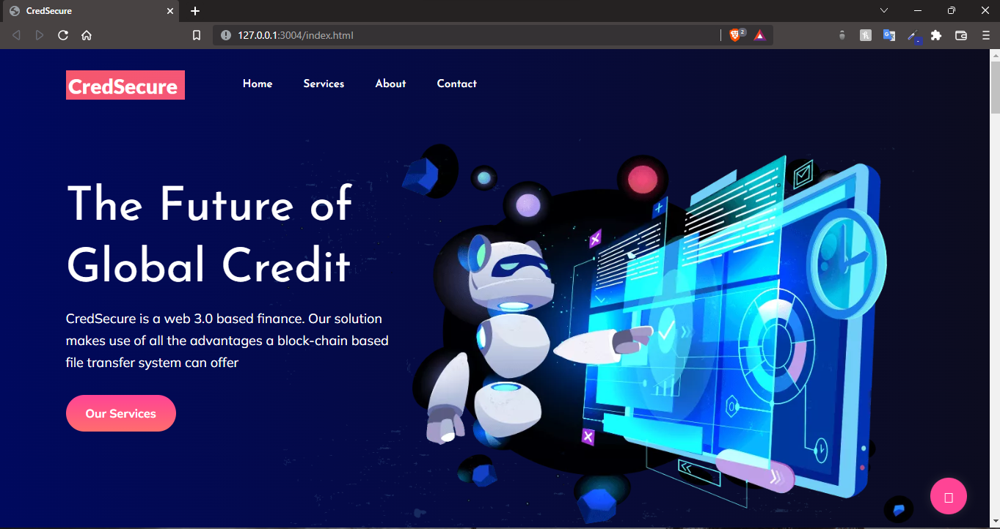 CredSecure
127.0.0.1:3004/index.html
2
CredSecure
Home
Services
About
Contact
The Future of
Global Credit
CredSecure is a web 3.0 based finance. Our solution
makes use of all the advantages a block-chain based
file transfer system can offer
Our Services